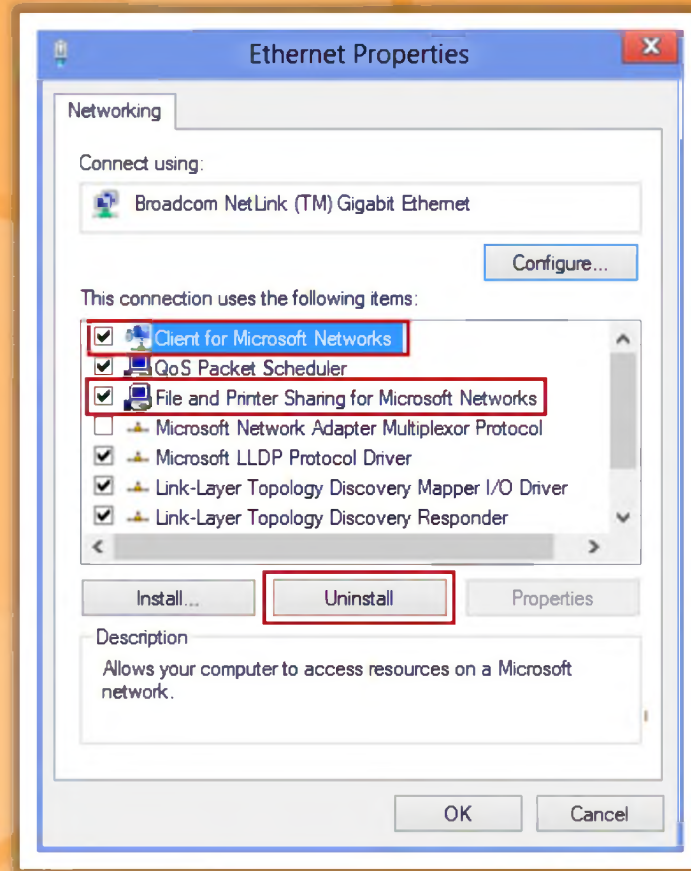 Ethernet Properties
Networking
Connect using:
Broadcom NetLink (TM) Gigabit Ethernet
Configure...
This connection uses the following items:
Client for Microsoft Networks
QoS Packet Scheduler
File and Printer Sharing for Microsoft Networks
Microsoft Network Adapter Multiplexor Protocol
Microsoft LLDP Protocol Driver
Link-Layer Topology Discovery Mapper I/O Driver
Link-Layer Topology Discovery Responder
Install...
Uninstall
Properties
Description
Allows your computer to access resources on a Microsoft
network.
OK
Cancel